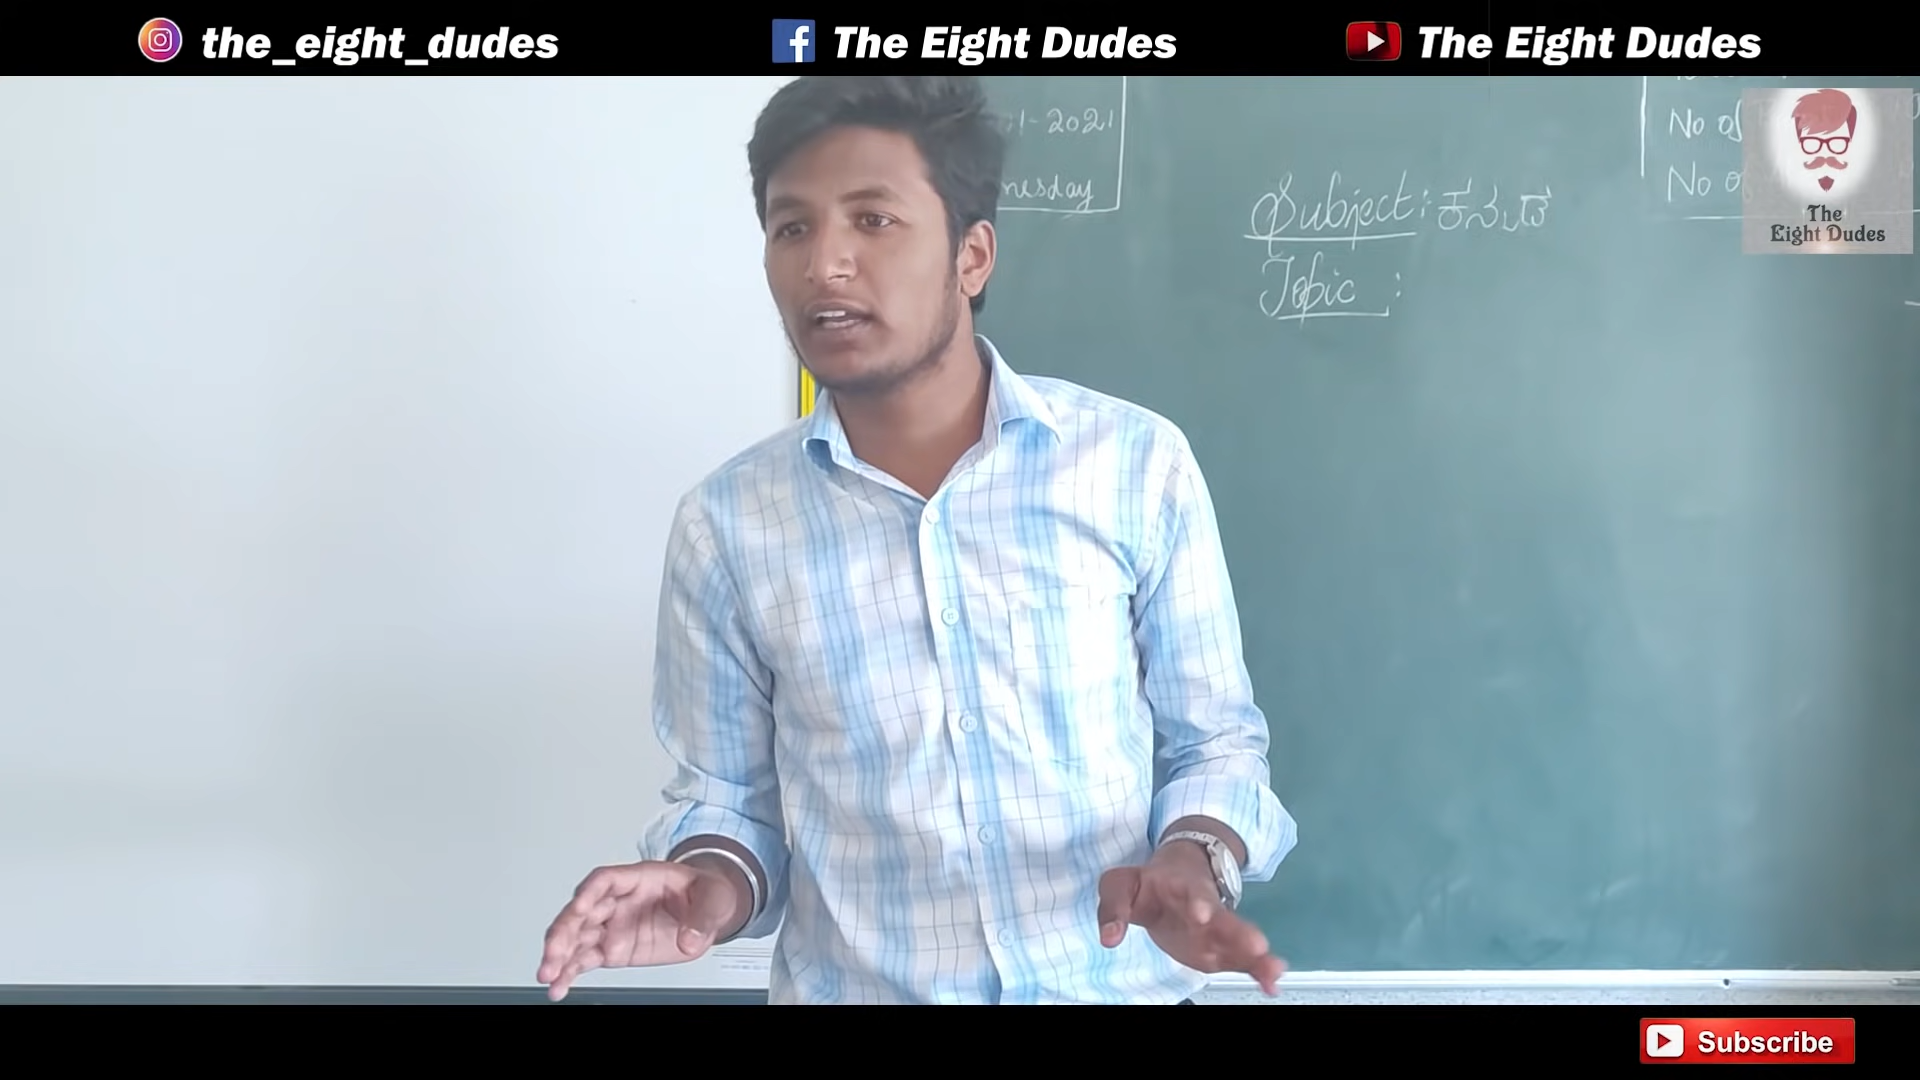 the_eight_dudes
The Eight Dudes
The Eight Dudes
-2021
nesday
Subject: ಕನ್ನಡ
Topic :
No of
No o
The
Eight Dudes
Subscribe